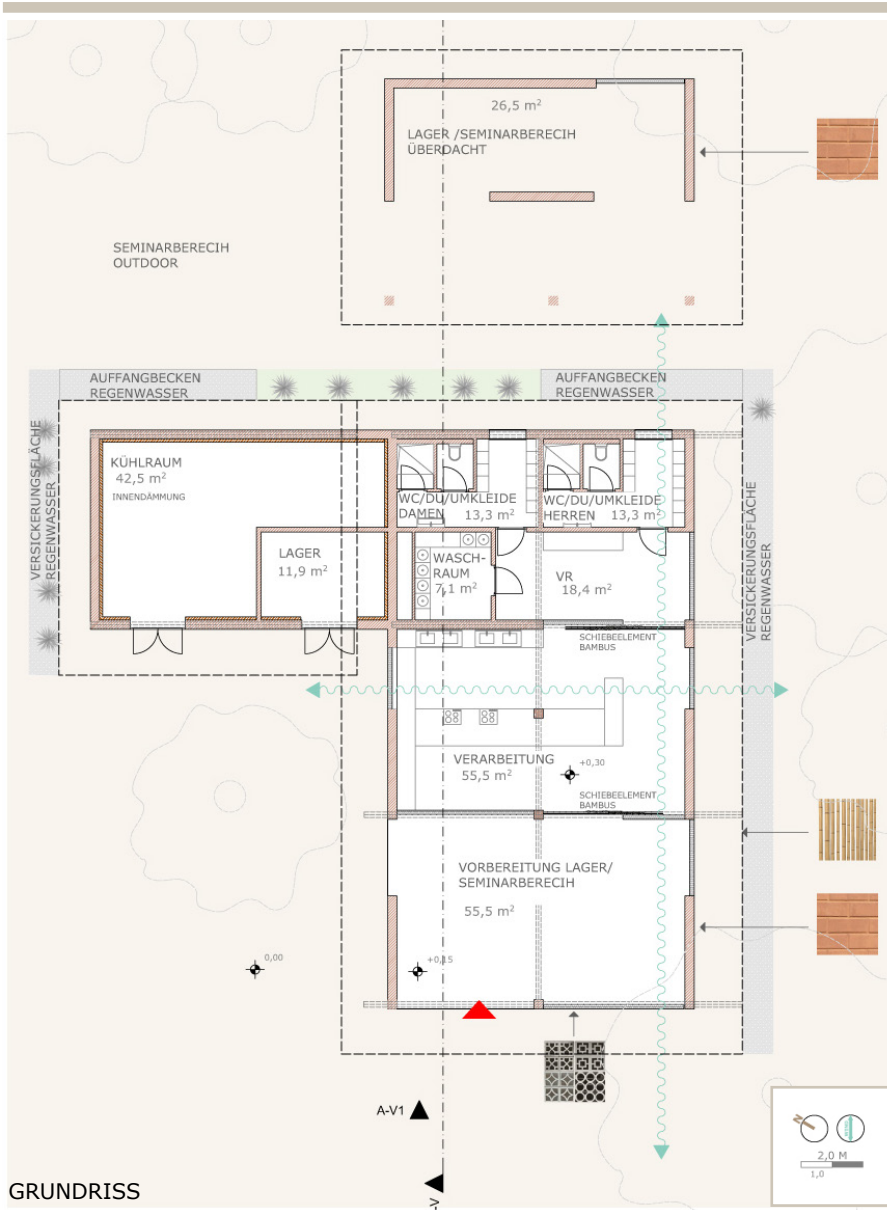 26,5 m²
LAGER /SEMINARBERECIH
ÜBERDACHT
SEMINARBERECIH
OUTDOOR
AUFFANGBECKEN
REGENWASSER
AUFFANGBECKEN
REGENWASSER
VERSICKERUNGSFLÄCHE
REGENWASSER
KÜHLRAUM
42,5 m²
INNENDÄMMUNG
WC/DU/UMKLEIDE
DAMEN 13,3 m²
WC/DU/UMKLEIDE
HERREN 13,3 m²
VERSICKERUNGSFLÄCHE
REGENWASSER
LAGER
11,9 m²
WASCH-
RAUM
7,1 m²
VR
18,4 m²
SCHIEBEELEMENT
BAMBUS
VERARBEITUNG
55,5 m²
+0,30
SCHIEBEELEMENT
BAMBUS
VORBEREITUNG LAGER/
SEMINARBERECIH
55,5 m²
0,00
+0,15
A-V1
N
2,0 M
1,0
GRUNDRISS
-V